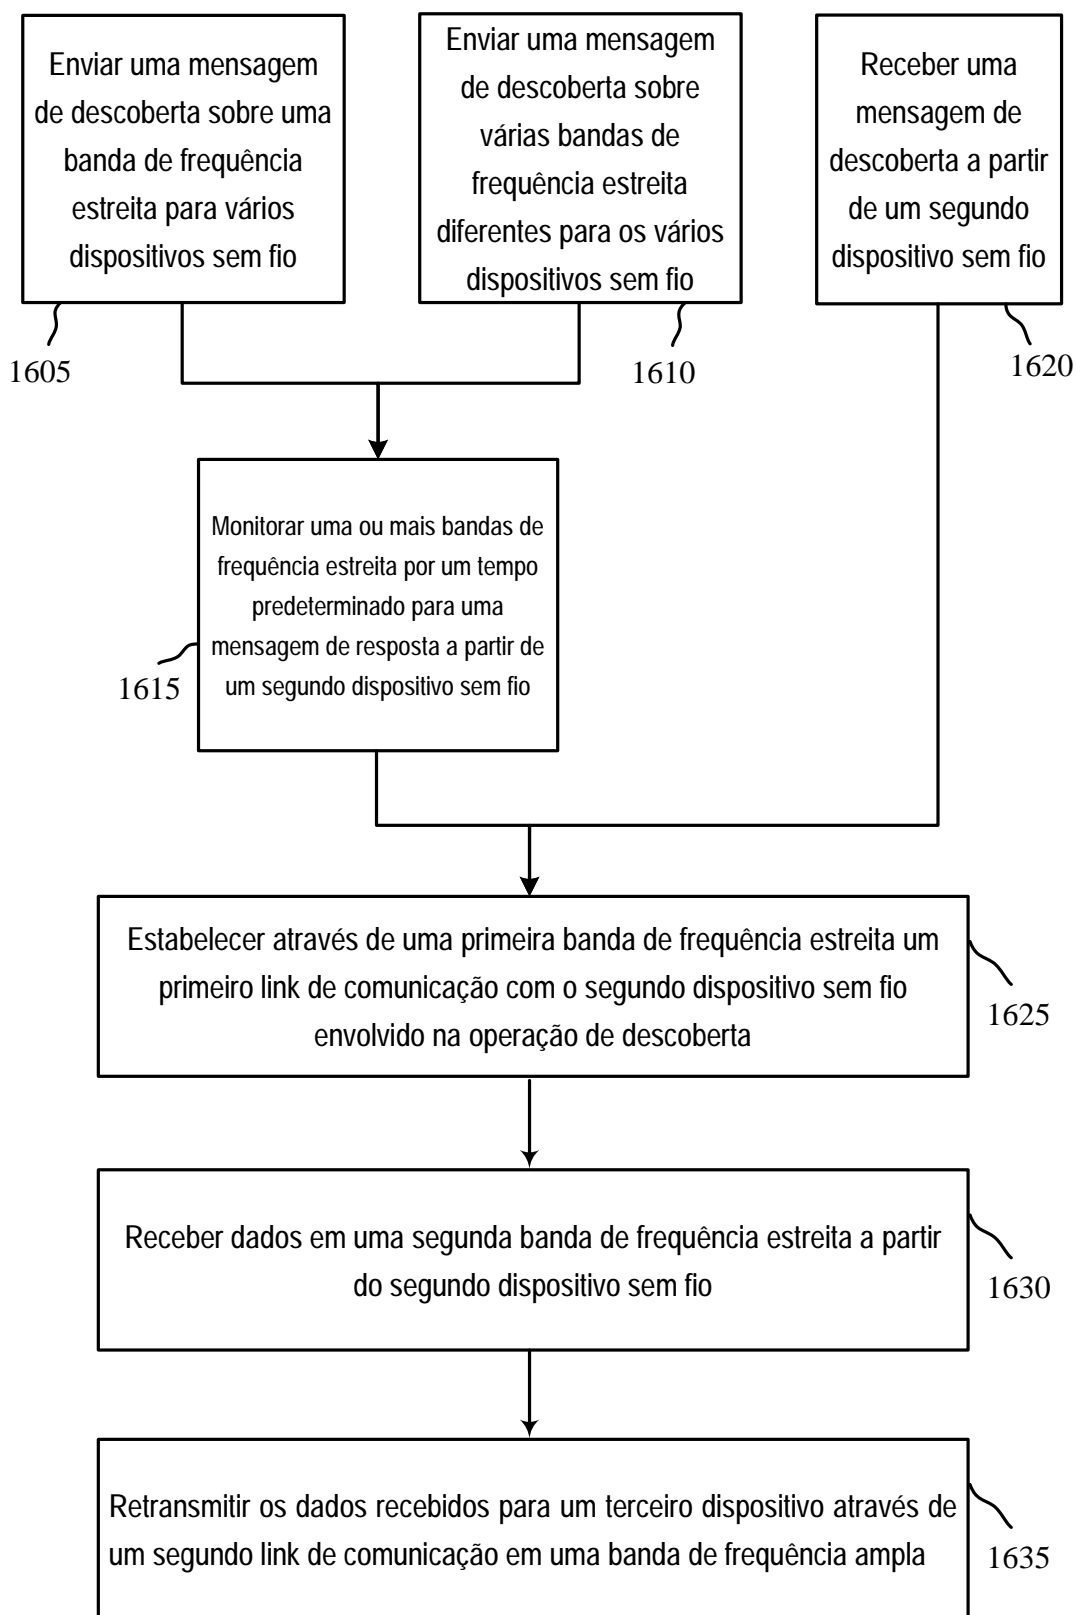 Enviar uma mensagem
de descoberta sobre uma
banda de frequência
estreita para vários
dispositivos sem fio
1605
Enviar uma mensagem
de descoberta sobre
várias bandas de
frequência estreita
diferentes para os vários
dispositivos sem fio
1610
Receber uma
mensagem de
descoberta a partir
de um segundo
dispositivo sem fio
1620
Monitorar uma ou mais bandas de
frequência estreita por um tempo
predeterminado para uma
mensagem de resposta a partir de
um segundo dispositivo sem fio
1615
Estabelecer através de uma primeira banda de frequência estreita um
primeiro link de comunicação com o segundo dispositivo sem fio
envolvido na operação de descoberta
1625
Receber dados em uma segunda banda de frequência estreita a partir
do segundo dispositivo sem fio
1630
Retransmitir os dados recebidos para um terceiro dispositivo através de
um segundo link de comunicação em uma banda de frequência ampla
1635